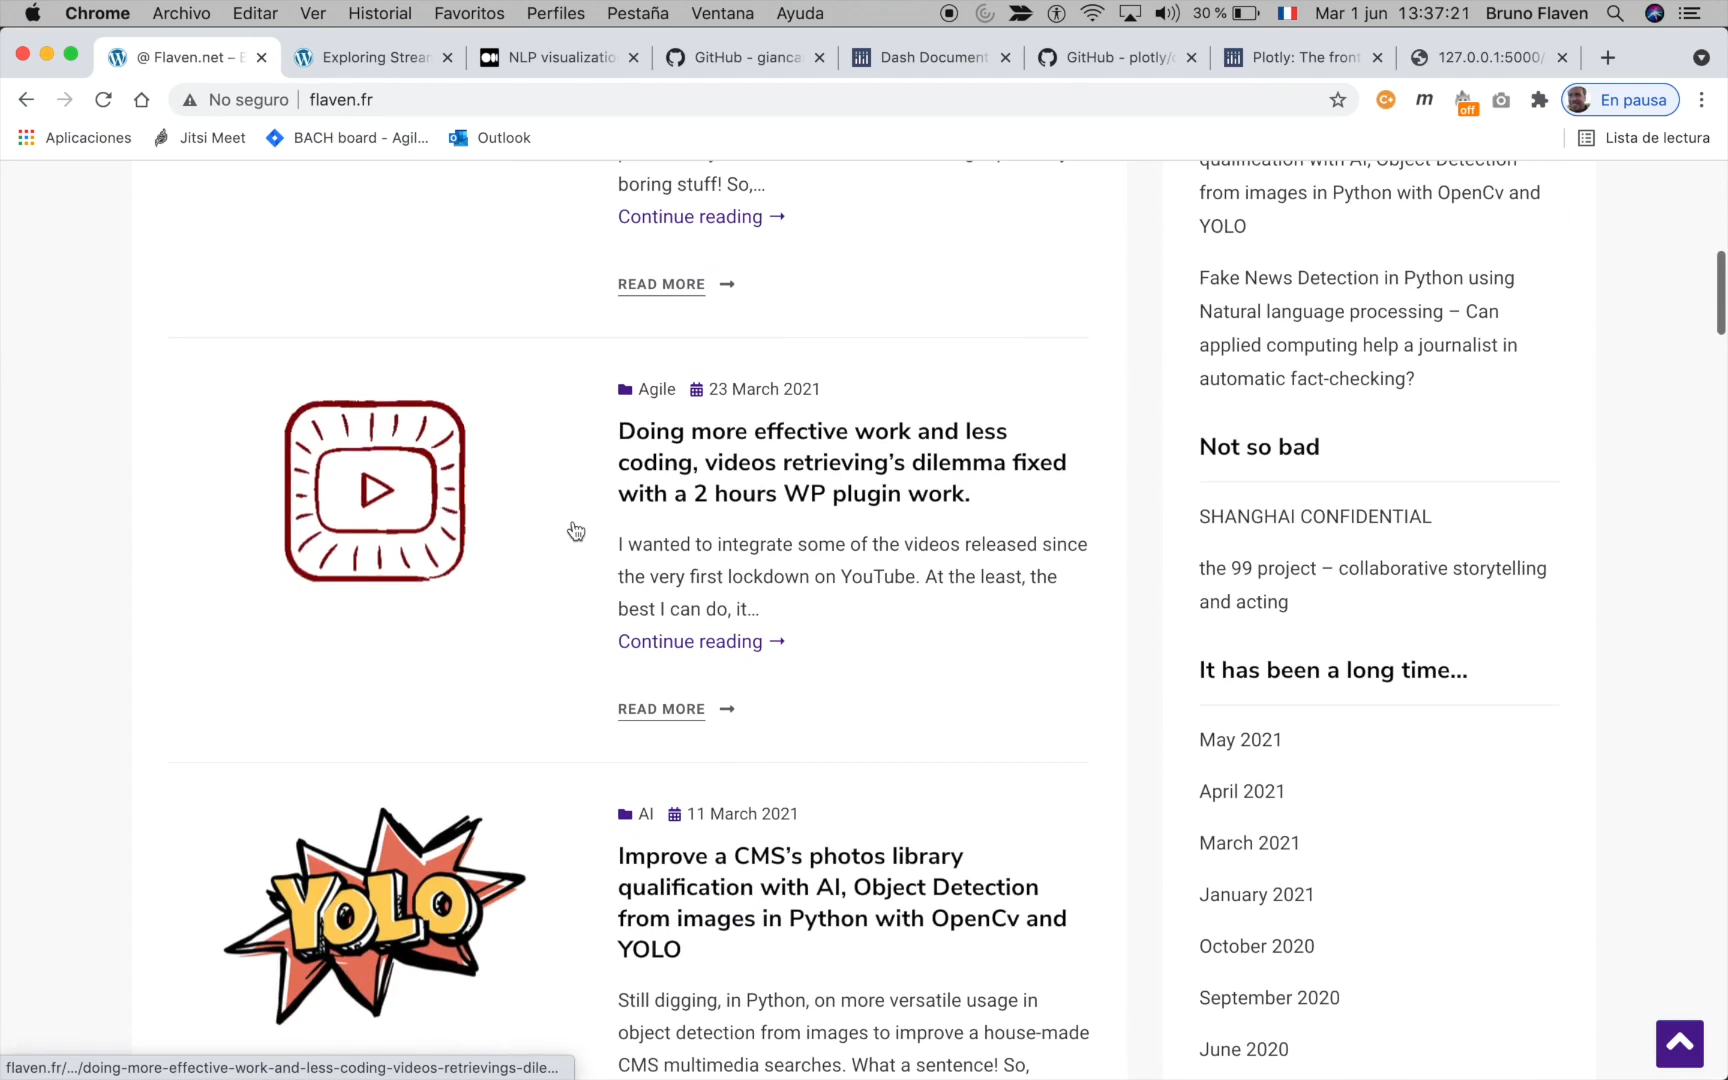 Chrome Archivo Editar Ver Historial Favoritos Perfiles Pestaña Ventana Ayuda 30 % Mar 1 jun 13:37:21 Bruno Flaven
@ Flaven.net – Exploring Strea NLP visualizatio GitHub - gianca Dash Document GitHub - plotly/ Plotly: The front 127.0.0.1:5000/
No seguro flaven.fr off En pausa
Aplicaciones Jitsi Meet BACH board - Agil... Outlook Lista de lectura
boring stuff! So,...
Continue reading →
READ MORE →
Agile 23 March 2021
Doing more effective work and less
coding, videos retrieving’s dilemma fixed
with a 2 hours WP plugin work.
I wanted to integrate some of the videos released since
the very first lockdown on YouTube. At the least, the
best I can do, it...
Continue reading →
READ MORE →
YOLO
AI 11 March 2021
Improve a CMS’s photos library
qualification with AI, Object Detection
from images in Python with OpenCv and
YOLO
Still digging, in Python, on more versatile usage in
object detection from images to improve a house-made
CMS multimedia searches. What a sentence! So,
qualification with AI, Object Detection
from images in Python with OpenCv and
YOLO
Fake News Detection in Python using
Natural language processing – Can
applied computing help a journalist in
automatic fact-checking?
Not so bad
SHANGHAI CONFIDENTIAL
the 99 project – collaborative storytelling
and acting
It has been a long time...
May 2021
April 2021
March 2021
January 2021
October 2020
September 2020
June 2020
flaven.fr/.../doing-more-effective-work-and-less-coding-videos-retrievings-dile...